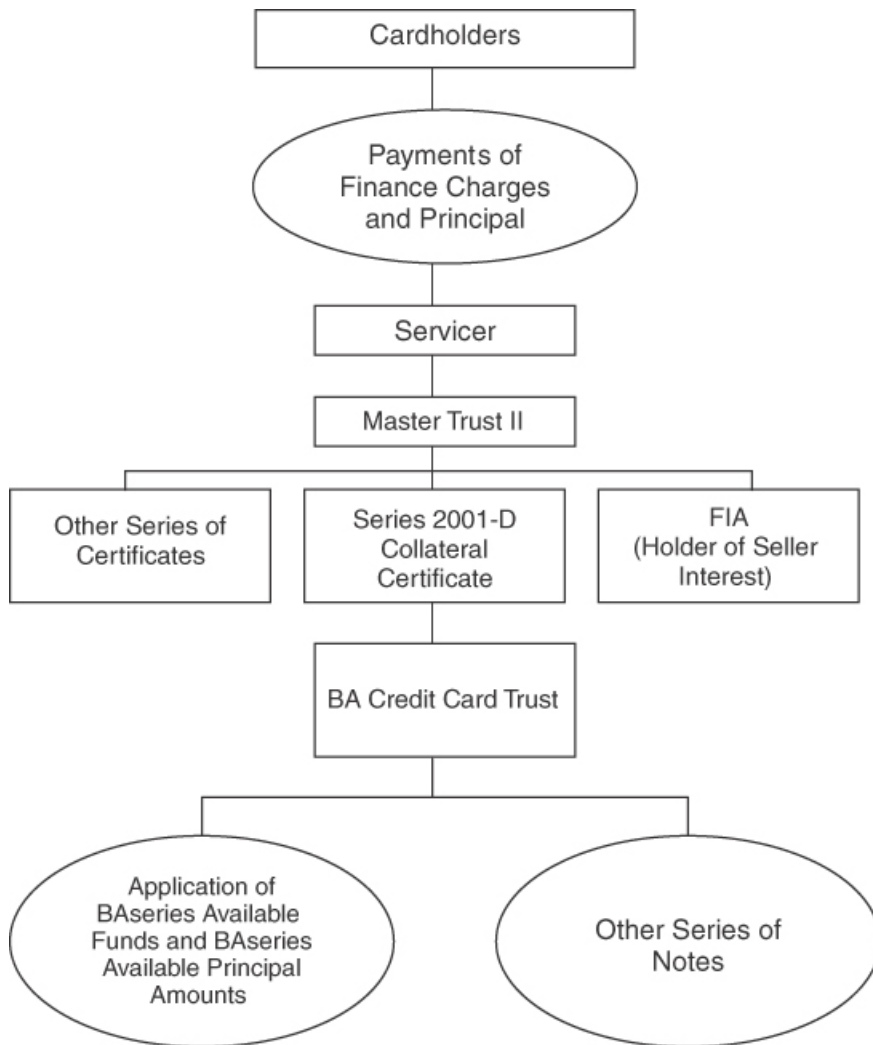 Cardholders
Payments of
Finance Charges
and Principal
Servicer
Master Trust II
Other Series of
Certificates
Series 2001-D
Collateral
Certificate
FIA
(Holder of Seller
Interest)
BA Credit Card Trust
Application of
BAseries Available
Funds and BAseries
Available Principal
Amounts
Other Series of
Notes